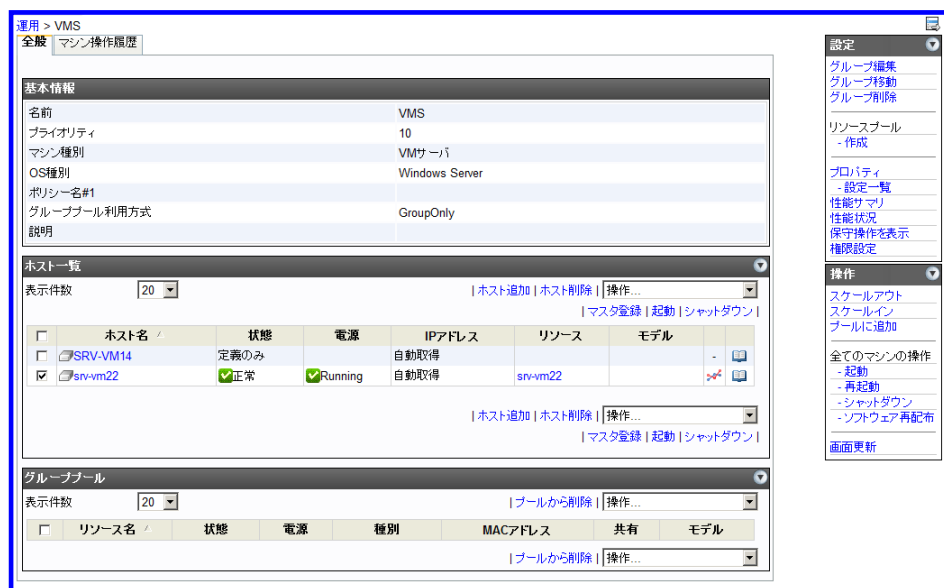 運用 > VMS
全般 マシン操作履歴
基本情報
名前 VMS
プライオリティ 10
マシン種別 VMサーバ
OS種別 Windows Server
ポリシー名#1
グループプール利用方式 GroupOnly
説明
ホスト一覧
表示件数 20 | ホスト追加 | ホスト削除 | 操作...
| マスタ登録 | 起動 | シャットダウン |
ホスト名 状態 電源 IPアドレス リソース モデル
SRV-VM14 定義のみ 自動取得 -
srv-vm22 正常 Running 自動取得 srv-vm22
| ホスト追加 | ホスト削除 | 操作...
| マスタ登録 | 起動 | シャットダウン |
グループプール
表示件数 20 | プールから削除 | 操作...
リソース名 状態 電源 種別 MACアドレス 共有 モデル
| プールから削除 | 操作...
設定
グループ編集
グループ移動
グループ削除
リソースプール
- 作成
プロパティ
- 設定一覧
性能サマリ
性能状況
保守操作を表示
権限設定
操作
スケールアウト
スケールイン
プールに追加
全てのマシンの操作
- 起動
- 再起動
- シャットダウン
- ソフトウェア再配布
画面更新